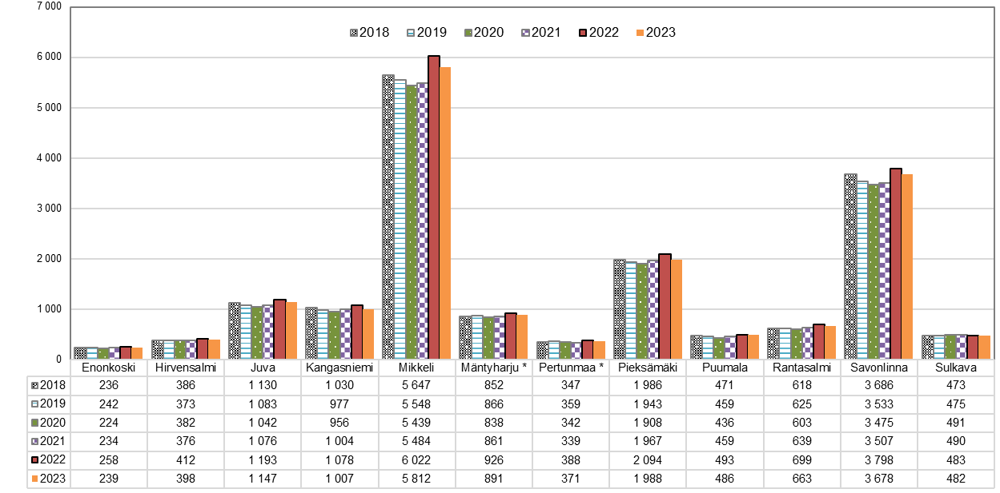 7 000
2018 2019 2020 2021 2022 2023
6 000
5 000
4 000
3 000
2 000
1 000
0
Enonkoski Hirvensalmi Juva Kangasniemi Mikkeli Mäntyharju * Pertunmaa * Pieksämäki Puumala Rantasalmi Savonlinna Sulkava
2018 236 386 1 130 1 030 5 647 852 347 1 986 471 618 3 686 473
2019 242 373 1 083 977 5 548 866 359 1 943 459 625 3 533 475
2020 224 382 1 042 956 5 439 838 342 1 908 436 603 3 475 491
2021 234 376 1 076 1 004 5 484 861 339 1 967 459 639 3 507 490
2022 258 412 1 193 1 078 6 022 926 388 2 094 493 699 3 798 483
2023 239 398 1 147 1 007 5 812 891 371 1 988 486 663 3 678 482